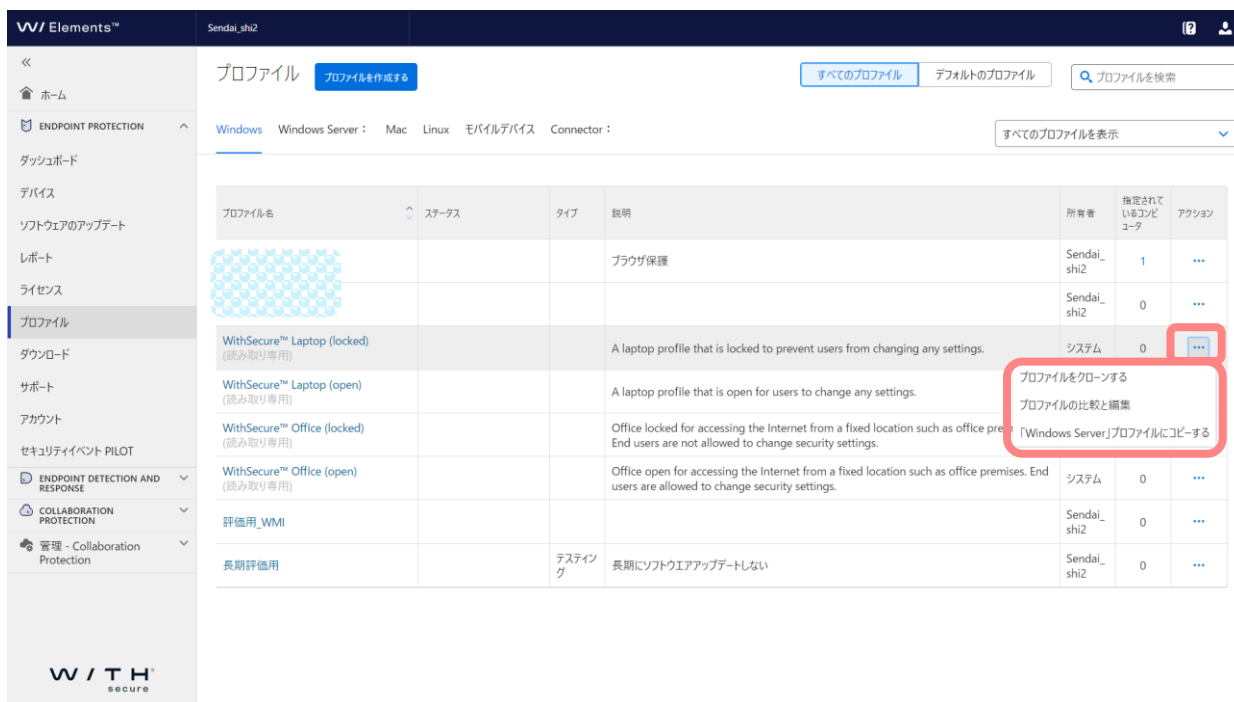 W/ Elements™
Sendai_shi2
ホーム
ENDPOINT PROTECTION
ダッシュボード
デバイス
ソフトウェアのアップデート
レポート
ライセンス
プロファイル
ダウンロード
サポート
アカウント
セキュリティイベント PILOT
ENDPOINT DETECTION AND
RESPONSE
COLLABORATION
PROTECTION
管理 - Collaboration
Protection
W / T H
secure
プロファイル
プロファイルを作成する
すべてのプロファイル
デフォルトのプロファイル
プロファイルを検索
Windows Windows Server : Mac Linux モバイルデバイス Connector :
すべてのプロファイルを表示
プロファイル名
ステータス
タイプ
説明
所有者
指定されて
いるコンピ
ュータ
アクション
ブラウザ保護
Sendai_
shi2
1
...
Sendai_
shi2
0
...
WithSecure™ Laptop (locked)
(読み取り専用)
A laptop profile that is locked to prevent users from changing any settings.
システム
0
...
プロファイルをクローンする
プロファイルの比較と編集
「Windows Server」プロファイルにコピーする
WithSecure™ Laptop (open)
(読み取り専用)
A laptop profile that is open for users to change any settings.
WithSecure™ Office (locked)
(読み取り専用)
Office locked for accessing the Internet from a fixed location such as office pre
End users are not allowed to change security settings.
WithSecure™ Office (open)
(読み取り専用)
Office open for accessing the Internet from a fixed location such as office premises. End
users are allowed to change security settings.
システム
0
...
評価用_WMI
Sendai_
shi2
0
...
長期評価用
テスティン
グ
長期にソフトウエアアップデートしない
Sendai_
shi2
0
...